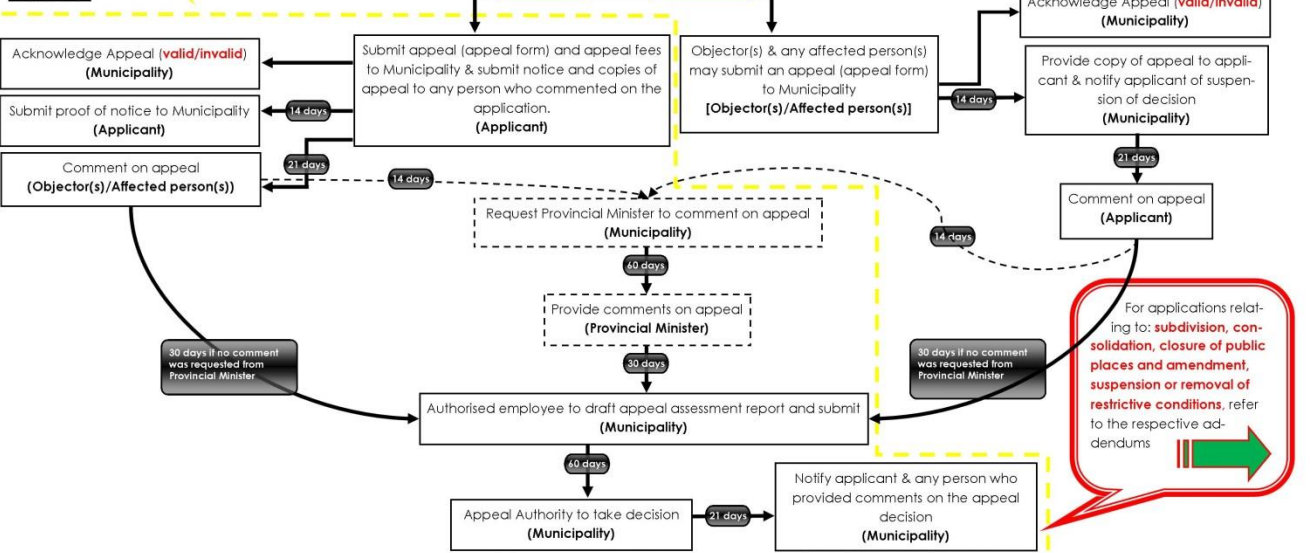 Acknowledge Appeal (valid/invalid)
(Municipality)
Acknowledge Appeal (valid/invalid)
(Municipality)
Submit appeal (appeal form) and appeal fees
to Municipality & submit notice and copies of
appeal to any person who commented on the
application.
(Applicant)
Objector(s) & any affected person(s)
may submit an appeal (appeal form)
to Municipality
[Objector(s)/Affected person(s)]
Provide copy of appeal to appli-
cant & notify applicant of suspen-
sion of decision
(Municipality)
14 days
14 days
Submit proof of notice to Municipality
(Applicant)
21 days
21 days
Comment on appeal
(Objector(s)/Affected person(s))
14 days
Request Provincial Minister to comment on appeal
(Municipality)
Comment on appeal
(Applicant)
14 days
60 days
Provide comments on appeal
(Provincial Minister)
30 days
30 days if no comment
was requested from
Provincial Minister
30 days if no comment
was requested from
Provincial Minister
For applications relat-
ing to: subdivision, con-
solidation, closure of public
places and amendment,
suspension or removal of
restrictive conditions, refer
to the respective ad-
dendums
Authorised employee to draft appeal assessment report and submit
(Municipality)
60 days
Appeal Authority to take decision
(Municipality)
21 days
Notify applicant & any person who
provided comments on the appeal
decision
(Municipality)